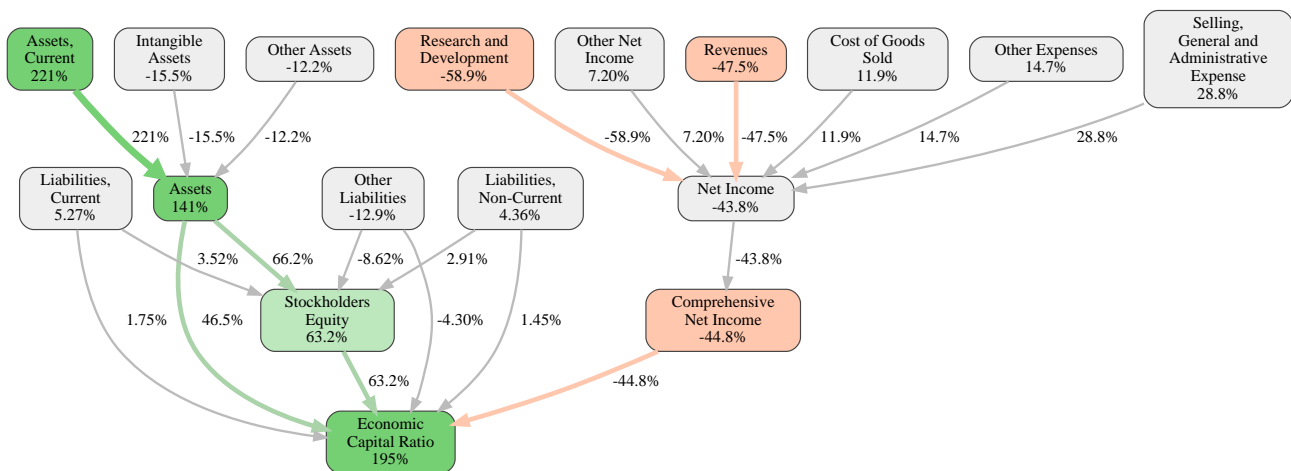 Assets,
Current
221%
Intangible
Assets
-15.5%
Other Assets
-12.2%
Research and
Development
-58.9%
Other Net
Income
7.20%
Revenues
-47.5%
Cost of Goods
Sold
11.9%
Other Expenses
14.7%
Selling,
General and
Administrative
Expense
28.8%
221%
-15.5%
-12.2%
-58.9%
7.20%
-47.5%
11.9%
14.7%
28.8%
Liabilities,
Current
5.27%
Assets
141%
Other
Liabilities
-12.9%
Liabilities,
Non-Current
4.36%
Net Income
-43.8%
3.52%
66.2%
-8.62%
2.91%
-43.8%
Stockholders
Equity
63.2%
Comprehensive
Net Income
-44.8%
1.75%
46.5%
-4.30%
1.45%
63.2%
-44.8%
Economic
Capital Ratio
195%